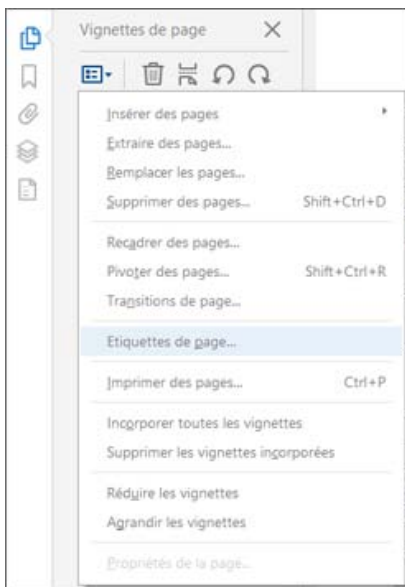 Vignettes de page
Insérer des pages
Extraire des pages...
Remplacer les pages...
Supprimer des pages... Shift+Ctrl+D
Recadrer des pages...
Pivoter des pages... Shift+Ctrl+R
Transitions de page...
Etiquettes de page...
Imprimer des pages... Ctrl+P
Incorporer toutes les vignettes
Supprimer les vignettes incorporées
Réduire les vignettes
Agrandir les vignettes
Propriétés de la page...